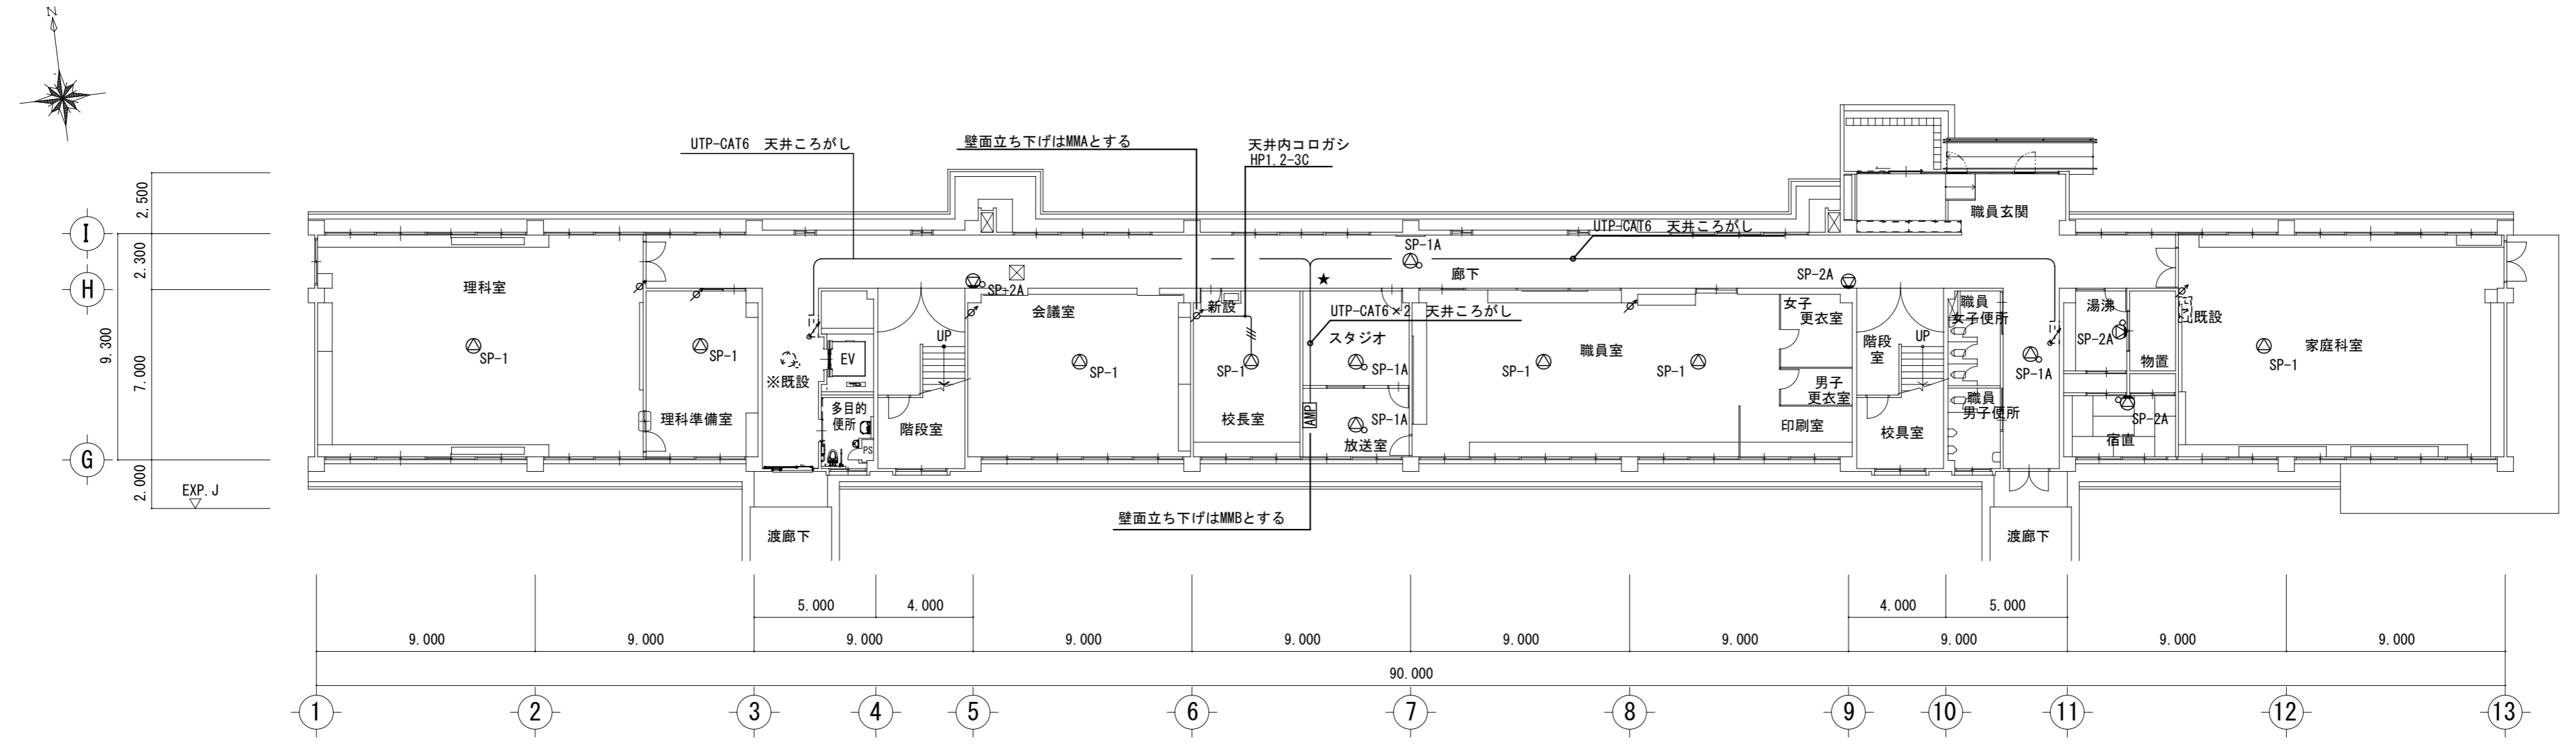 N
UTP-CAT6 天井ころがし
壁面立ち下げはMMAとする
天井内コロガシ
HP1.2-3C
2,500
職員玄関
I
UTP-CAT6 天井ころがし
SP-1A
2.300
理科室
廊下
SP-2A
H
SP-2A
新設
会議室
UTP-CAT6×2 天井ころがし
女子
更衣室
職員
女子便所
湯沸
※既設
9.300
7.000
SP-1
SP-1
※既設
EV
UP
SP-1
SP-1
スタジオ
SP-1A
SP-1
職員室
SP-1
階段
室
UP
SP-1A
SP-2A
物置
SP-1
家庭科室
男子
更衣室
理科準備室
多目的
便所
PS
階段室
校長室
AMP
SP-1A
放送室
印刷室
校具室
職員
男子便所
SP-2A
宿直
G
2.000
EXP.J
★
壁面立ち下げはMMBとする
渡廊下
渡廊下
5.000
4.000
4.000
5.000
9.000
9.000
9.000
9.000
9.000
9.000
9.000
9.000
9.000
9.000
90.000
1
2
3
4
5
6
7
8
9
10
11
12
13